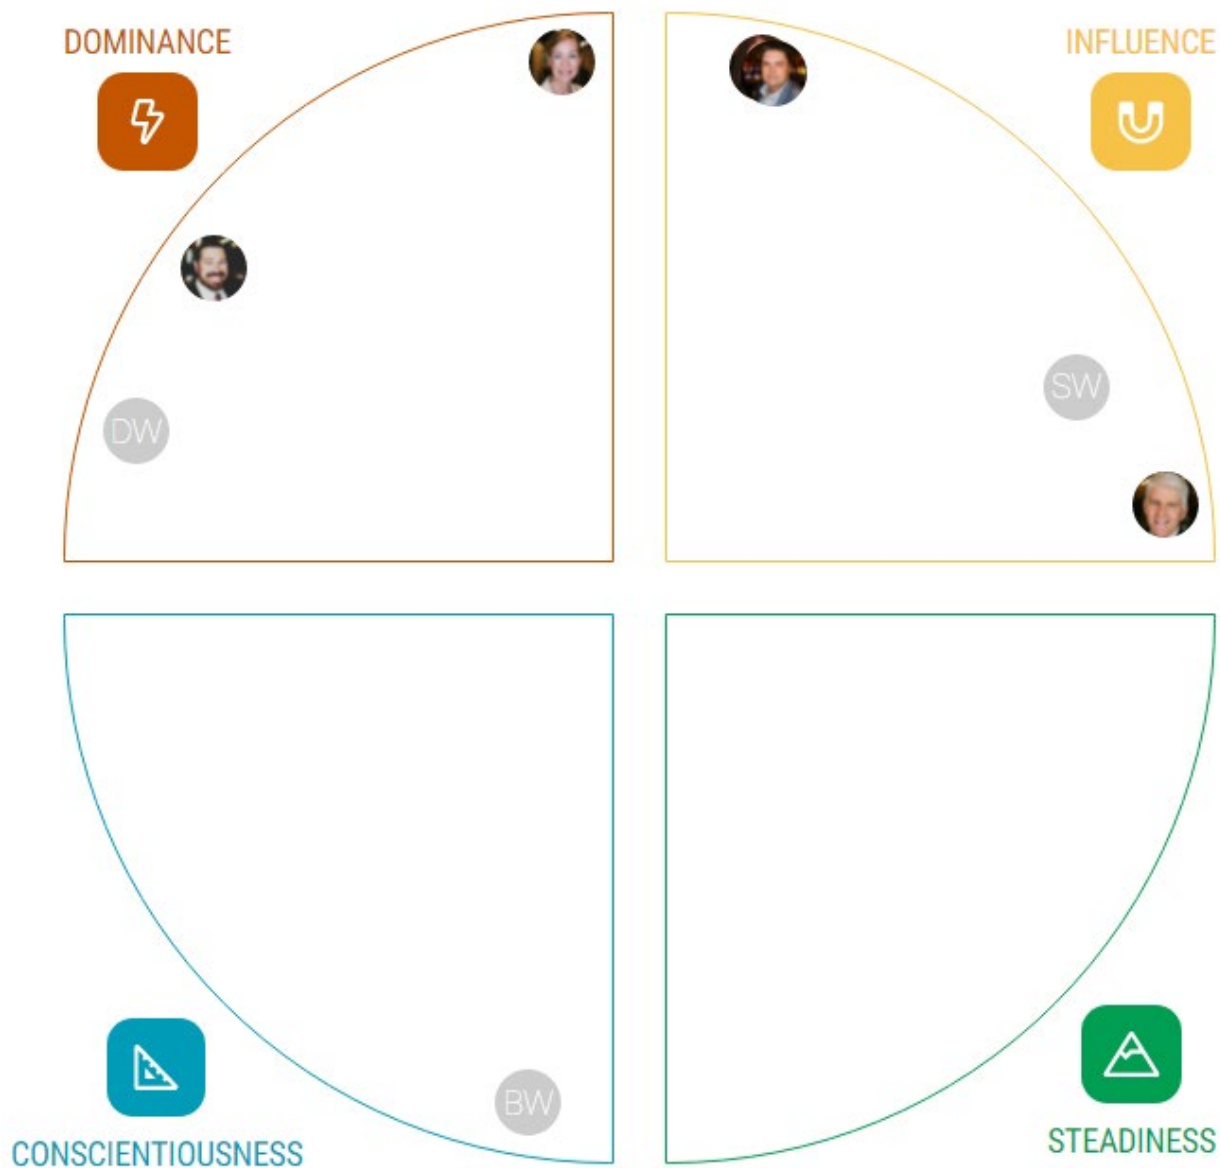 DOMINANCE
INFLUENCE
SW
DW
BW
CONSCIENTIOUSNESS
STEADINESS